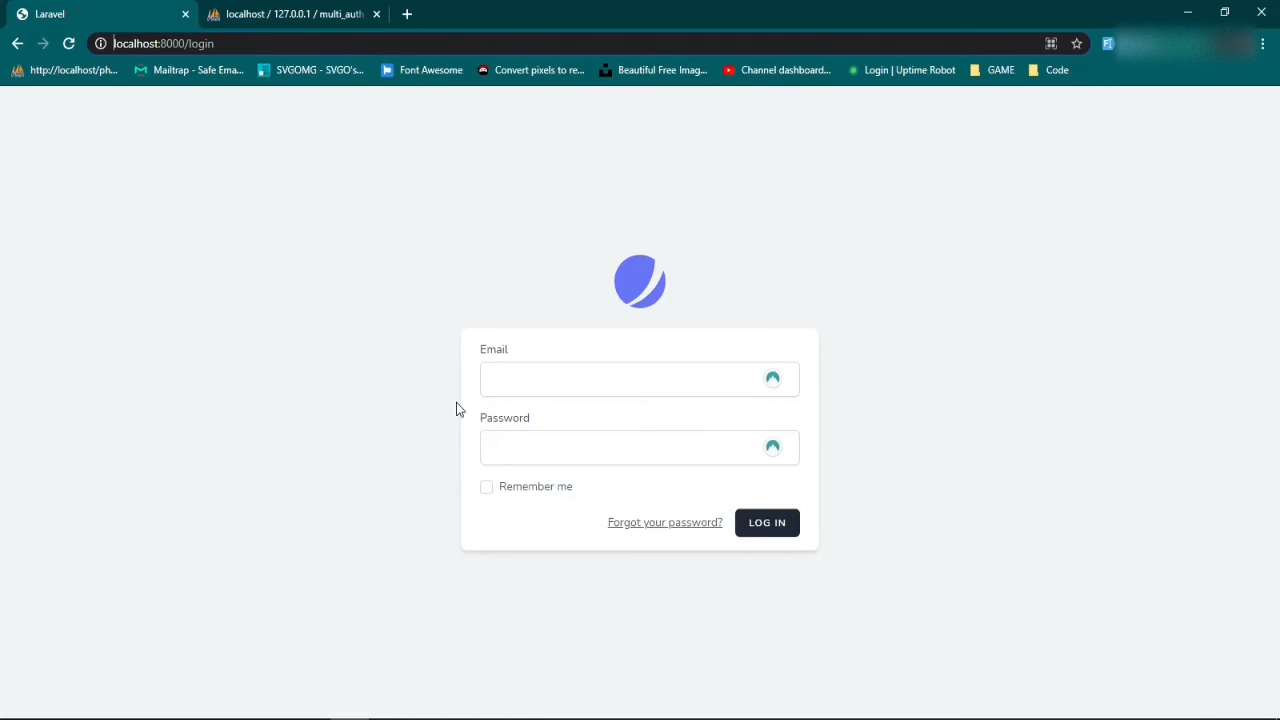 Laravel
localhost / 127.0.0.1 / multi_auth
localhost:8000/login
http://localhost/ph...
Mailtrap - Safe Ema...
SVGOMG - SVGO's...
Font Awesome
Convert pixels to re...
Beautiful Free Imag...
Channel dashboard...
Login | Uptime Robot
GAME
Code
Email
Password
Remember me
Forgot your password?
LOG IN